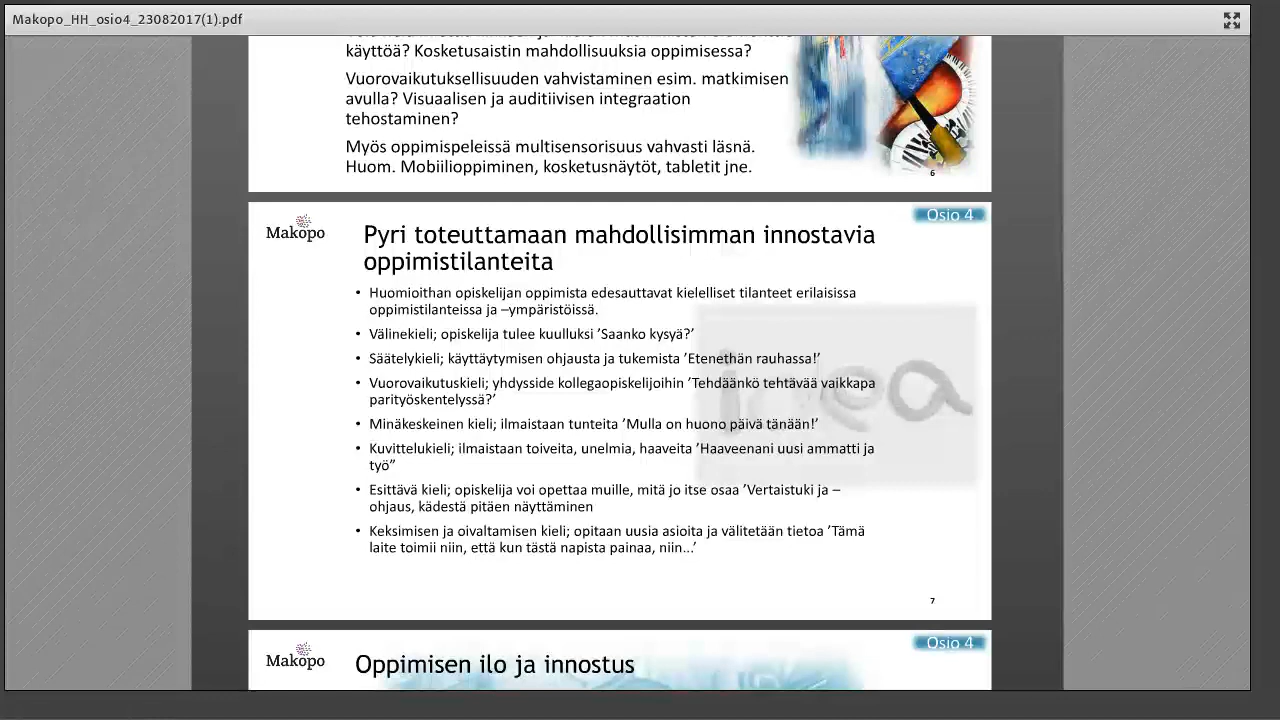 Makopo_HH_osio4_23082017(1).pdf
käyttöä? Kosketusaistin mahdollisuuksia oppimisessa?
Vuorovaikutuksellisuuden vahvistaminen esim. matkimisen
avulla? Visuaalisen ja auditiivisen integraation
tehostaminen?
Myös oppimispeleissä multisensorisuus vahvasti läsnä.
Huom. Mobiilioppiminen, kosketusnäytöt, tabletit jne.
6
Osio 4
Makopo
Pyri toteuttamaan mahdollisimman innostavia
oppimistilanteita
• Huomioithan opiskelijan oppimista edesauttavat kielelliset tilanteet erilaisissa
oppimistilanteissa ja –ympäristöissä.
• Välinekieli; opiskelija tulee kuulluksi ’Saanko kysyä?’
• Säätelykieli; käyttäytymisen ohjausta ja tukemista ’Etenethän rauhassa!’
• Vuorovaikutuskieli; yhdysside kollegaopiskelijoihin ’Tehdäänkö tehtävää vaikkapa
parityöskentelyssä?’
• Minäkeskeinen kieli; ilmaistaan tunteita ’Mulla on huono päivä tänään!’
• Kuvittelukieli; ilmaistaan toiveita, unelmia, haaveita ’Haaveenani uusi ammatti ja
työ”
• Esittävä kieli; opiskelija voi opettaa muille, mitä jo itse osaa ’Vertaistuki ja –
ohjaus, kädestä pitäen näyttäminen
• Keksimisen ja oivaltamisen kieli; opitaan uusia asioita ja välitetään tietoa ’Tämä
laite toimii niin, että kun tästä napista painaa, niin...’
idea
7
Osio 4
Makopo
Oppimisen ilo ja innostus